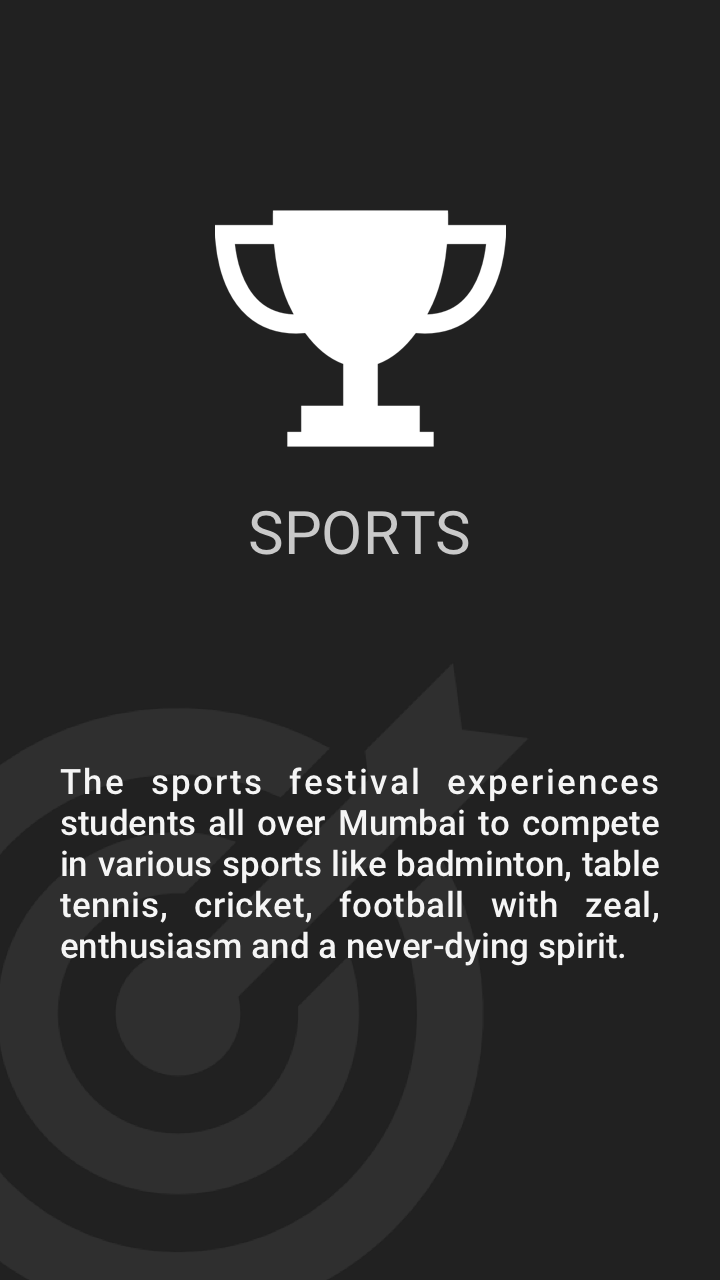 SPORTS
The sports festival experiences
students all over Mumbai to compete
in various sports like badminton, table
tennis, cricket, football with zeal,
enthusiasm and a never-dying spirit.